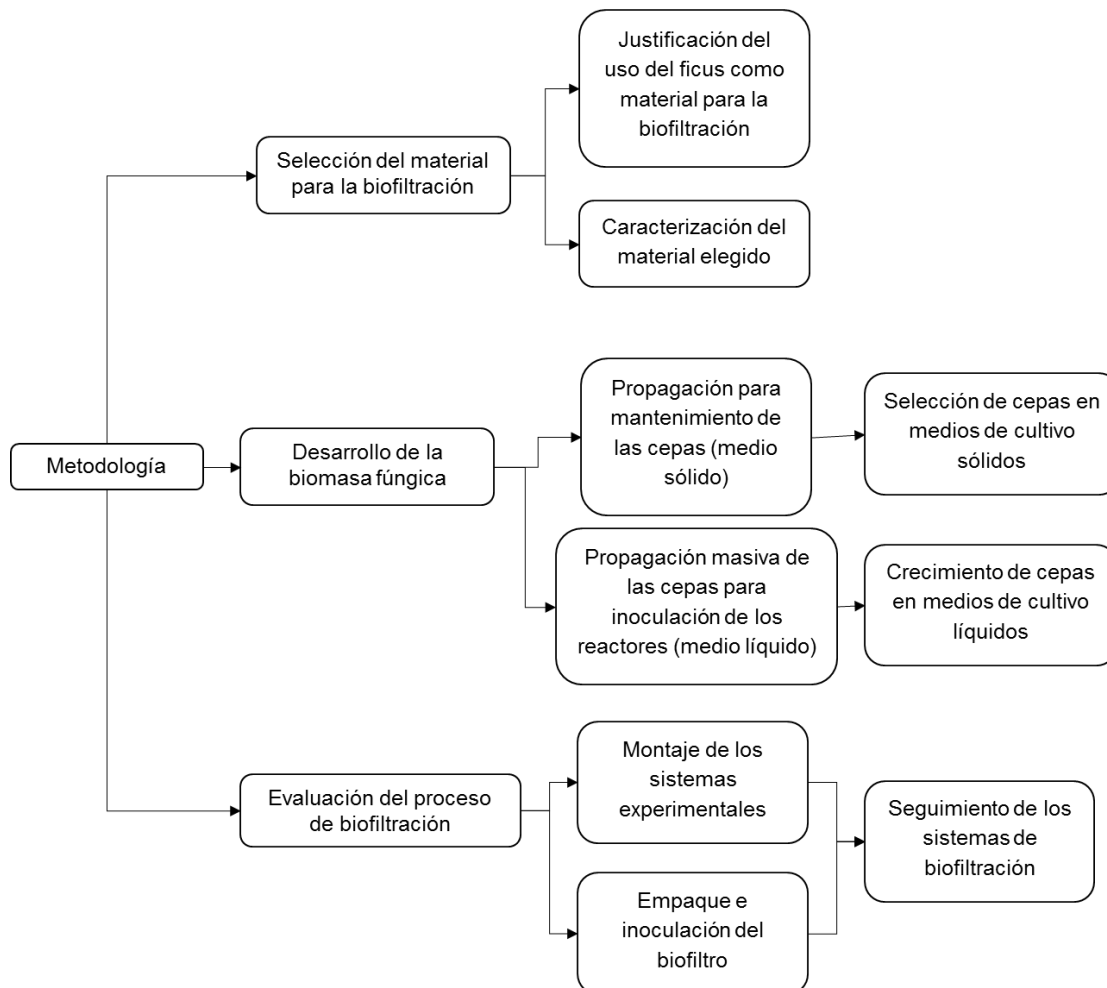 Metodología
Selección del material
para la biofiltración
Justificación del
uso del ficus como
material para la
biofiltración
Caracterización del
material elegido
Desarrollo de la
biomasa fúngica
Propagación para
mantenimiento de
las cepas (medio
sólido)
Selección de cepas en
medios de cultivo
sólidos
Propagación masiva de
las cepas para
inoculación de los
reactores (medio líquido)
Crecimiento de cepas
en medios de cultivo
líquidos
Evaluación del proceso
de biofiltración
Montaje de los
sistemas
experimentales
Empaque e
inoculación del
biofiltro
Seguimiento de los
sistemas de
biofiltración